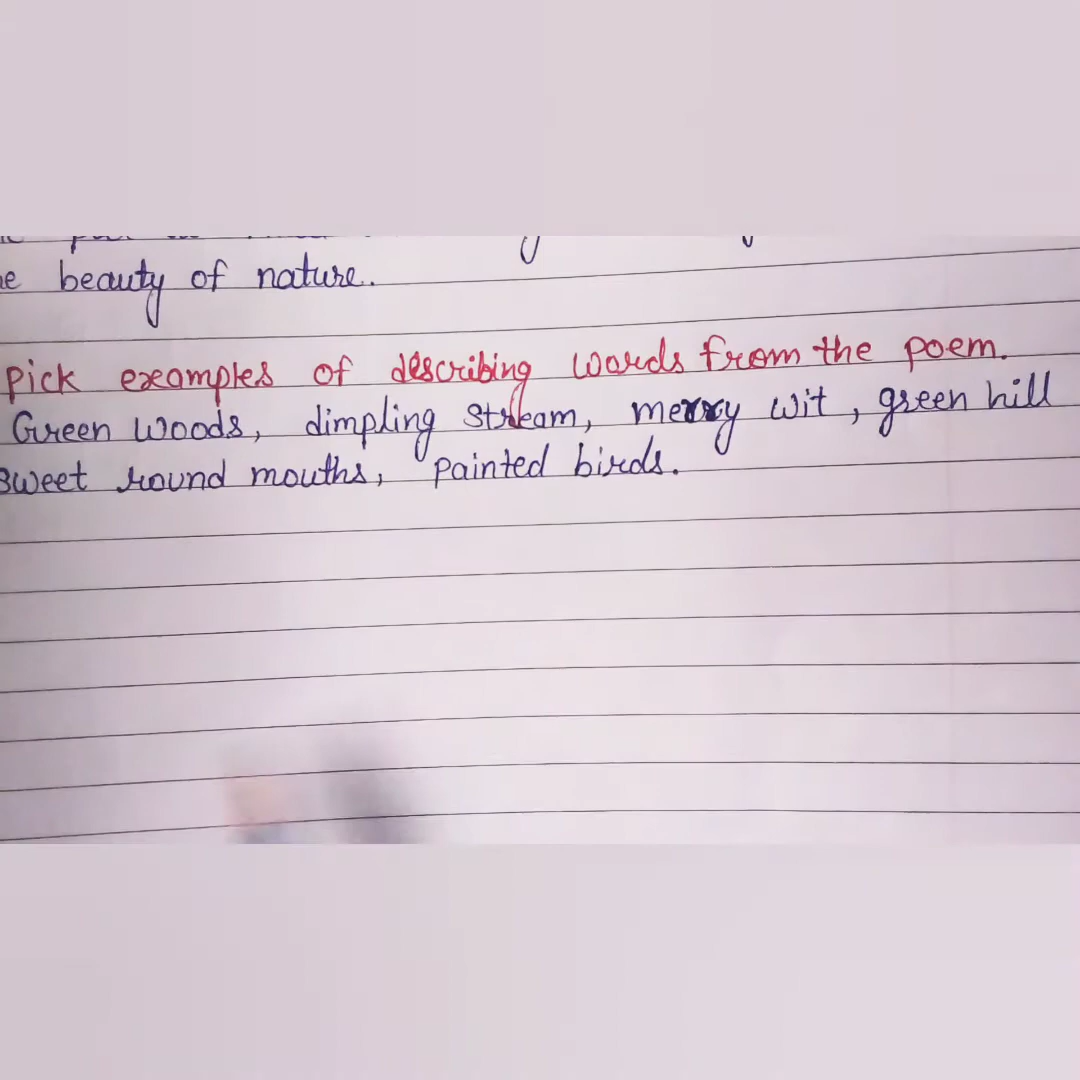 beauty of nature.
pick examples of describing words from the poem.
Green woods, dimpling stream, merry wit, green hill
sweet round mouths, painted birds.